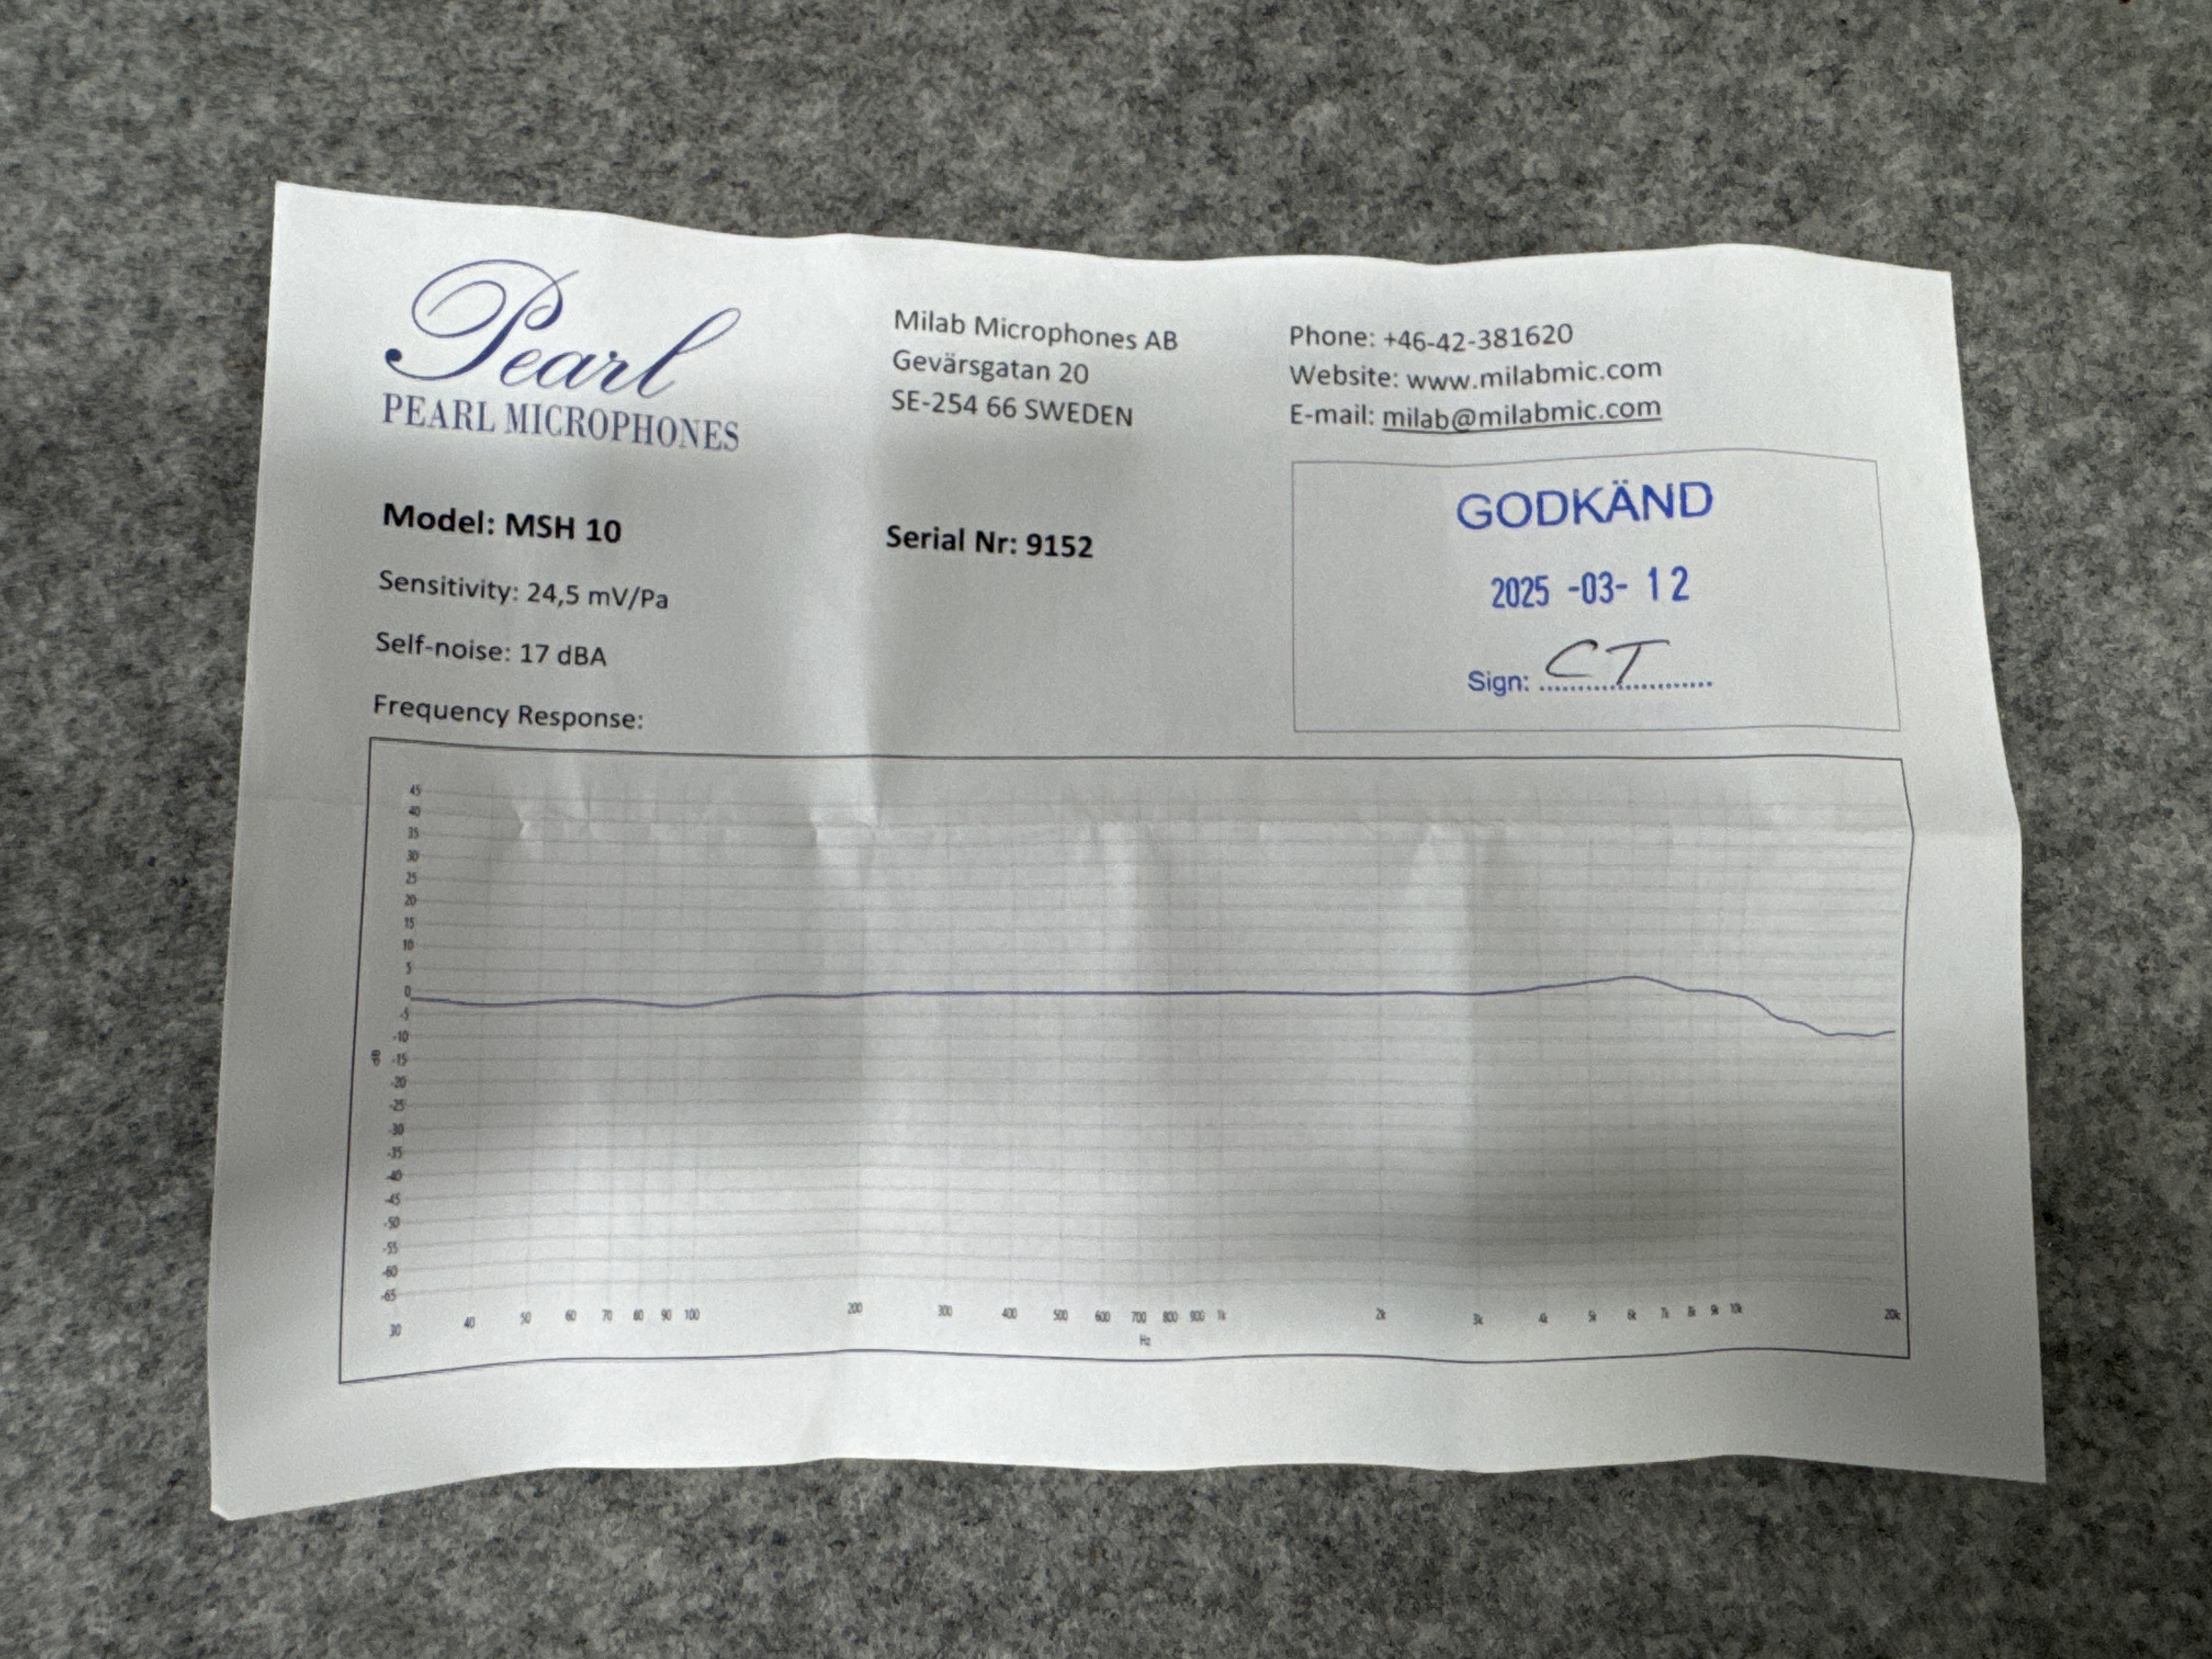 Pearl
PEARL MICROPHONES
Milab Microphones AB
Gevärsgatan 20
SE-254 66 SWEDEN
Phone: +46-42-381620
Website: www.milabmic.com
E-mail: milab@milabmic.com
Model: MSH 10
Serial Nr: 9152
GODKÄND
2025 -03- 12
Sign: CT
Sensitivity: 24,5 mV/Pa
Self-noise: 17 dBA
Frequency Response:
45
40
35
30
25
20
15
10
5
0
-5
-10
dB
-15
-20
-25
-30
-35
-40
-45
-50
-55
-60
-65
30 40 50 60 70 80 90 100 200 300 400 500 600 700 800 900 1k 2k 3k 4k 5k 6k 7k 8k 9k 10k 20k
Hz